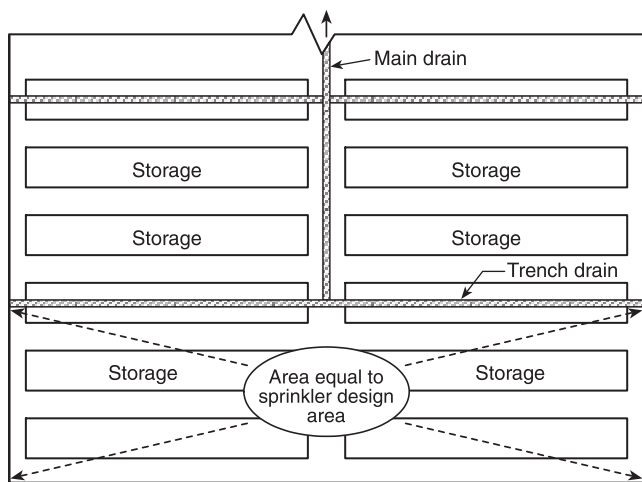 Main drain
Storage
Storage
Storage
Storage
Trench drain
Storage
Area equal to
sprinkler design
area
Storage